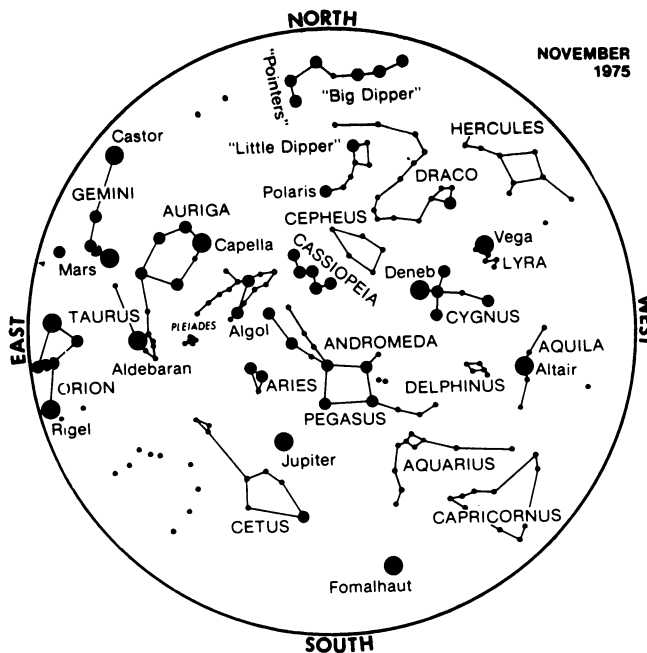 NORTH
NOVEMBER
1975
"Pointers"
"Big Dipper"
Castor
"Little Dipper"
HERCULES
DRACO
GEMINI
Polaris
AURIGA
CEPHEUS
Capella
Vega
Mars
CASSIOPEIA
LYRA
Deneb
EAST
TAURUS
PLEIADES
Algol
CYGNUS
WEST
ANDROMEDA
AQUILA
Aldebaran
ORION
ARIES
DELPHINUS
Altair
PEGASUS
Rigel
Jupiter
AQUARIUS
CETUS
CAPRICORNUS
Fomalhaut
SOUTH